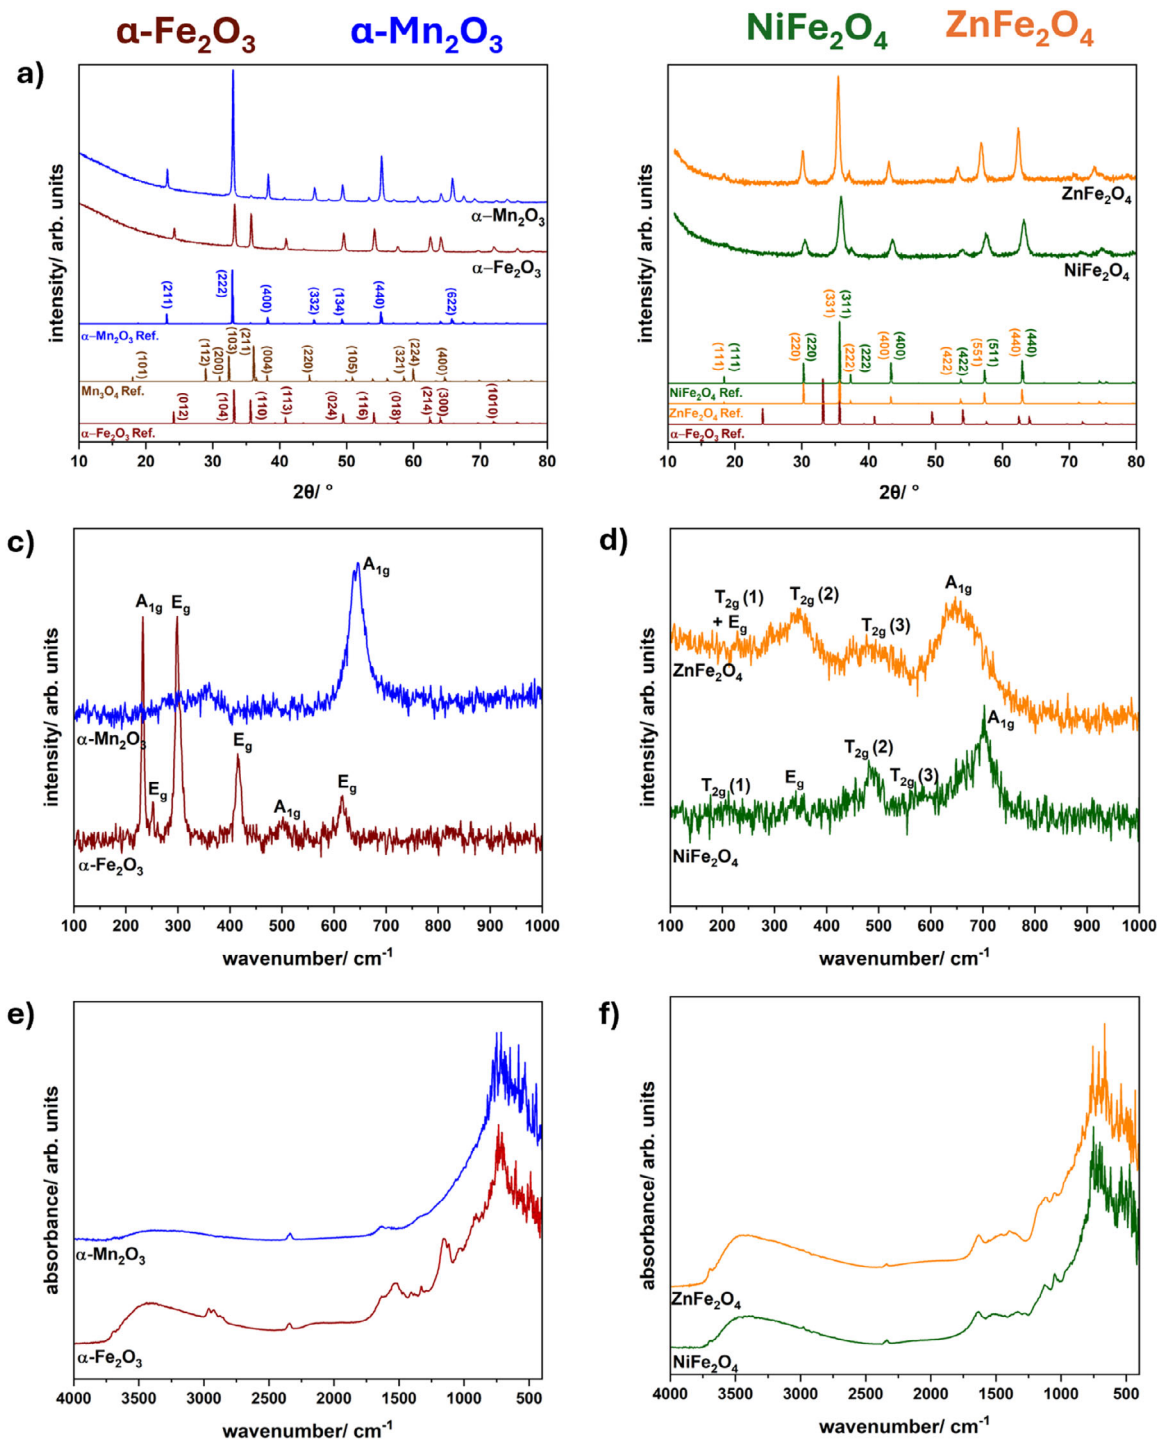 α-Fe₂O₃ α-Mn₂O₃ NiFe₂O₄ ZnFe₂O₄
a)
intensity/ arb. units
α−Mn₂O₃
α−Fe₂O₃
(211) (222) (400) (332) (134) (440) (622)
α−Mn₂O₃ Ref.
(101) (112) (200) (103) (211) (004) (220) (105) (321) (224) (400)
Mn₃O₄ Ref.
(012) (104) (110) (113) (024) (116) (018) (214) (300) (1010)
α−Fe₂O₃ Ref.
10 20 30 40 50 60 70 80
2θ/ °
intensity/ arb. units
ZnFe₂O₄
NiFe₂O₄
(111) (111) (220) (220) (331) (311) (222) (222) (400) (400) (422) (422) (551) (511) (440) (440)
NiFe₂O₄ Ref.
ZnFe₂O₄ Ref.
α−Fe₂O₃ Ref.
10 20 30 40 50 60 70 80
2θ/ °
c)
intensity/ arb. units
A₁g
A₁g E_g
α-Mn₂O₃
E_g E_g A₁g E_g
α-Fe₂O₃
100 200 300 400 500 600 700 800 900 1000
wavenumber/ cm⁻¹
d)
intensity/ arb. units
A₁g
T₂g (1) T₂g (2)
+ E_g T₂g (3)
ZnFe₂O₄
A₁g
T₂g (2)
T₂g (1) E_g T₂g (3)
NiFe₂O₄
100 200 300 400 500 600 700 800 900 1000
wavenumber/ cm⁻¹
e)
absorbance/ arb. units
α-Mn₂O₃
α-Fe₂O₃
4000 3500 3000 2500 2000 1500 1000 500
wavenumber/ cm⁻¹
f)
absorbance/ arb. units
ZnFe₂O₄
NiFe₂O₄
4000 3500 3000 2500 2000 1500 1000 500
wavenumber/ cm⁻¹